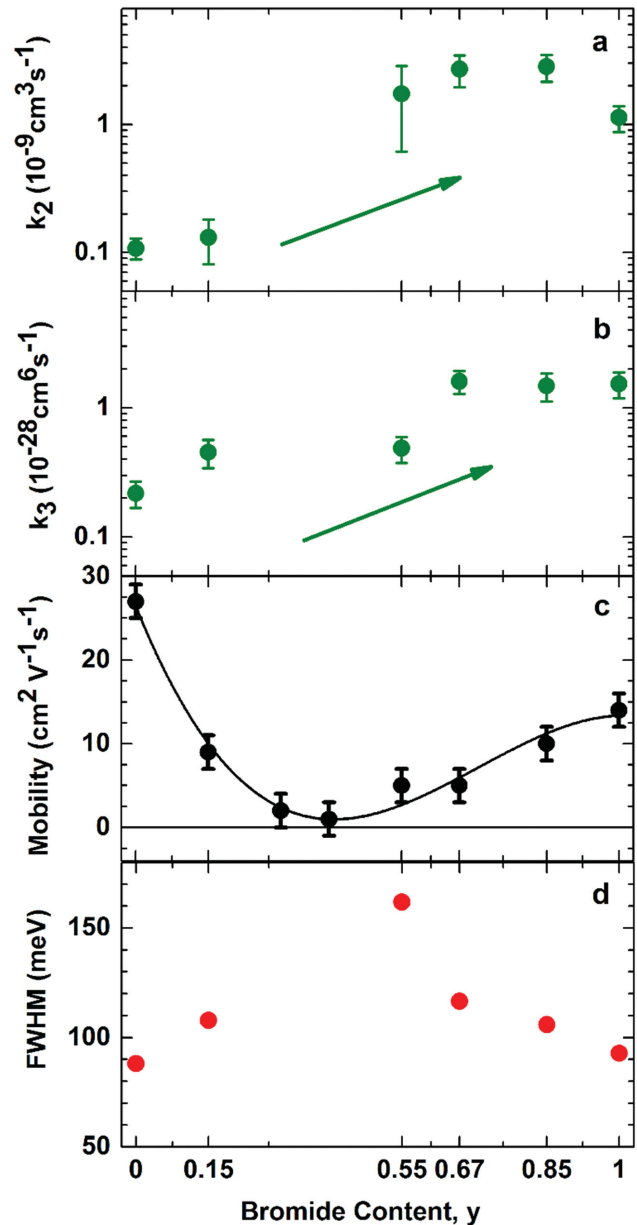 a
k₂ (10⁻⁹cm³s⁻¹)
1
0.1
b
k₃ (10⁻²⁸cm⁶s⁻¹)
1
0.1
c
Mobility (cm² V⁻¹s⁻¹)
30
20
10
0
d
FWHM (meV)
150
100
50
0 0.15 0.55 0.67 0.85 1
Bromide Content, y